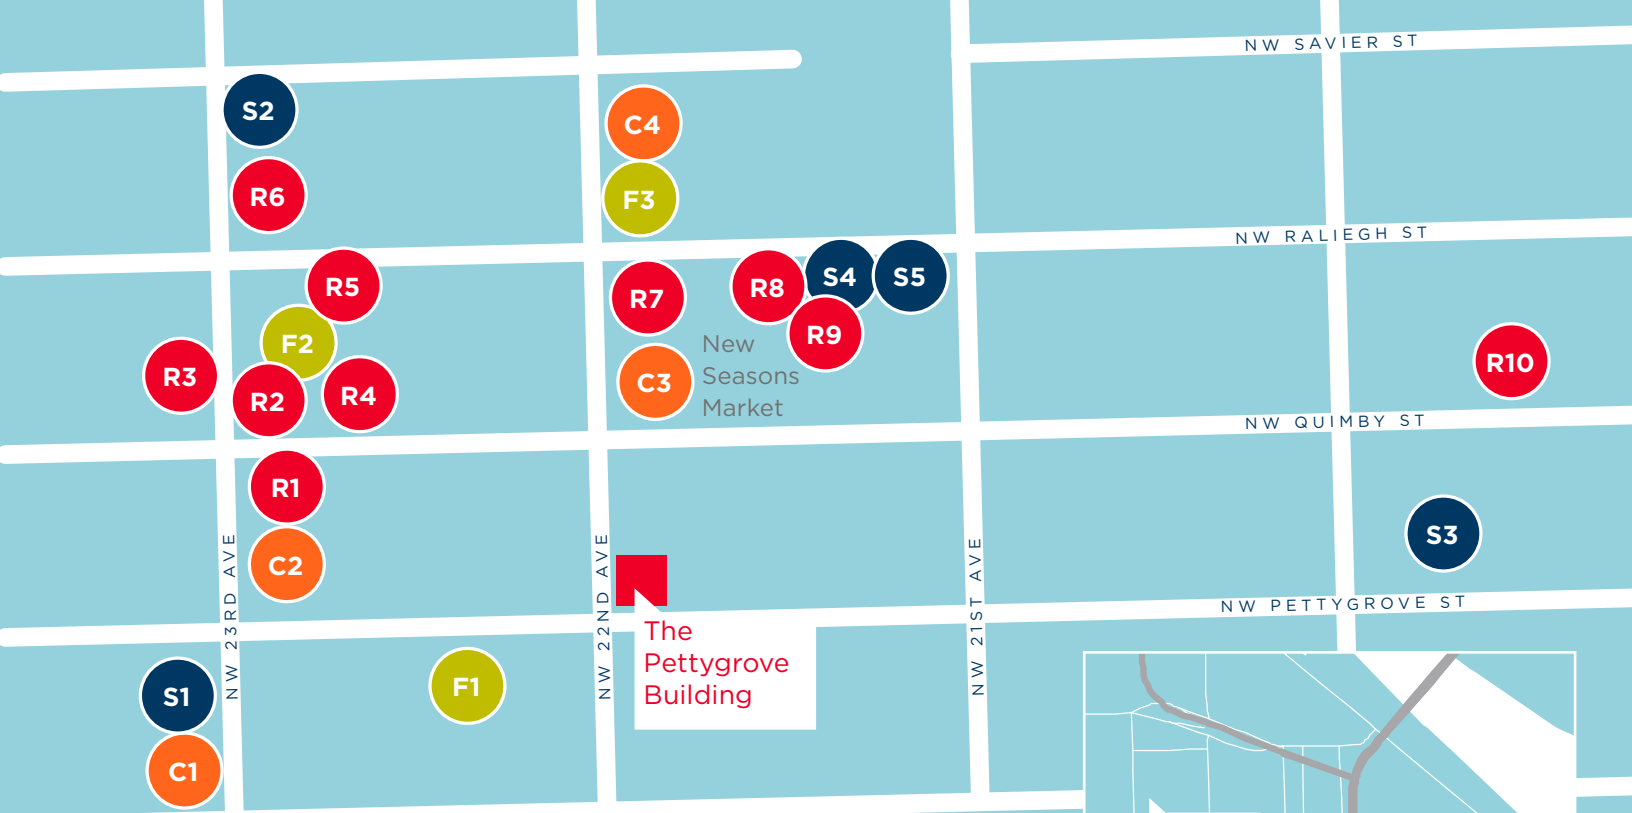 NW SAVIER ST
S2
C4
R6
F3
NW RALIEGH ST
R5
R7
R8
S4
S5
F2
R9
New
Seasons
Market
R3
R2
R4
C3
R10
NW QUIMBY ST
R1
S3
C2
NW 23RD AVE
NW 22ND AVE
NW 21ST AVE
NW PETTYGROVE ST
The
Pettygrove
Building
S1
F1
C1